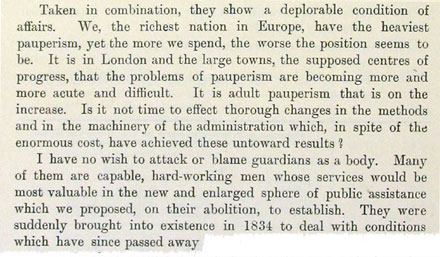 Taken in combination, they show a deplorable condition of
affairs. We, the richest nation in Europe, have the heaviest
pauperism, yet the more we spend, the worse the position seems to
be. It is in London and the large towns, the supposed centres of
progress, that the problems of pauperism are becoming more and
more acute and difficult. It is adult pauperism that is on the
increase. Is it not time to effect thorough changes in the methods
and in the machinery of the administration which, in spite of the
enormous cost, have achieved these untoward results ?
I have no wish to attack or blame guardians as a body. Many
of them are capable, hard-working men whose services would be
most valuable in the new and enlarged sphere of public assistance
which we proposed, on their abolition, to establish. They were
suddenly brought into existence in 1834 to deal with conditions
which have since passed away